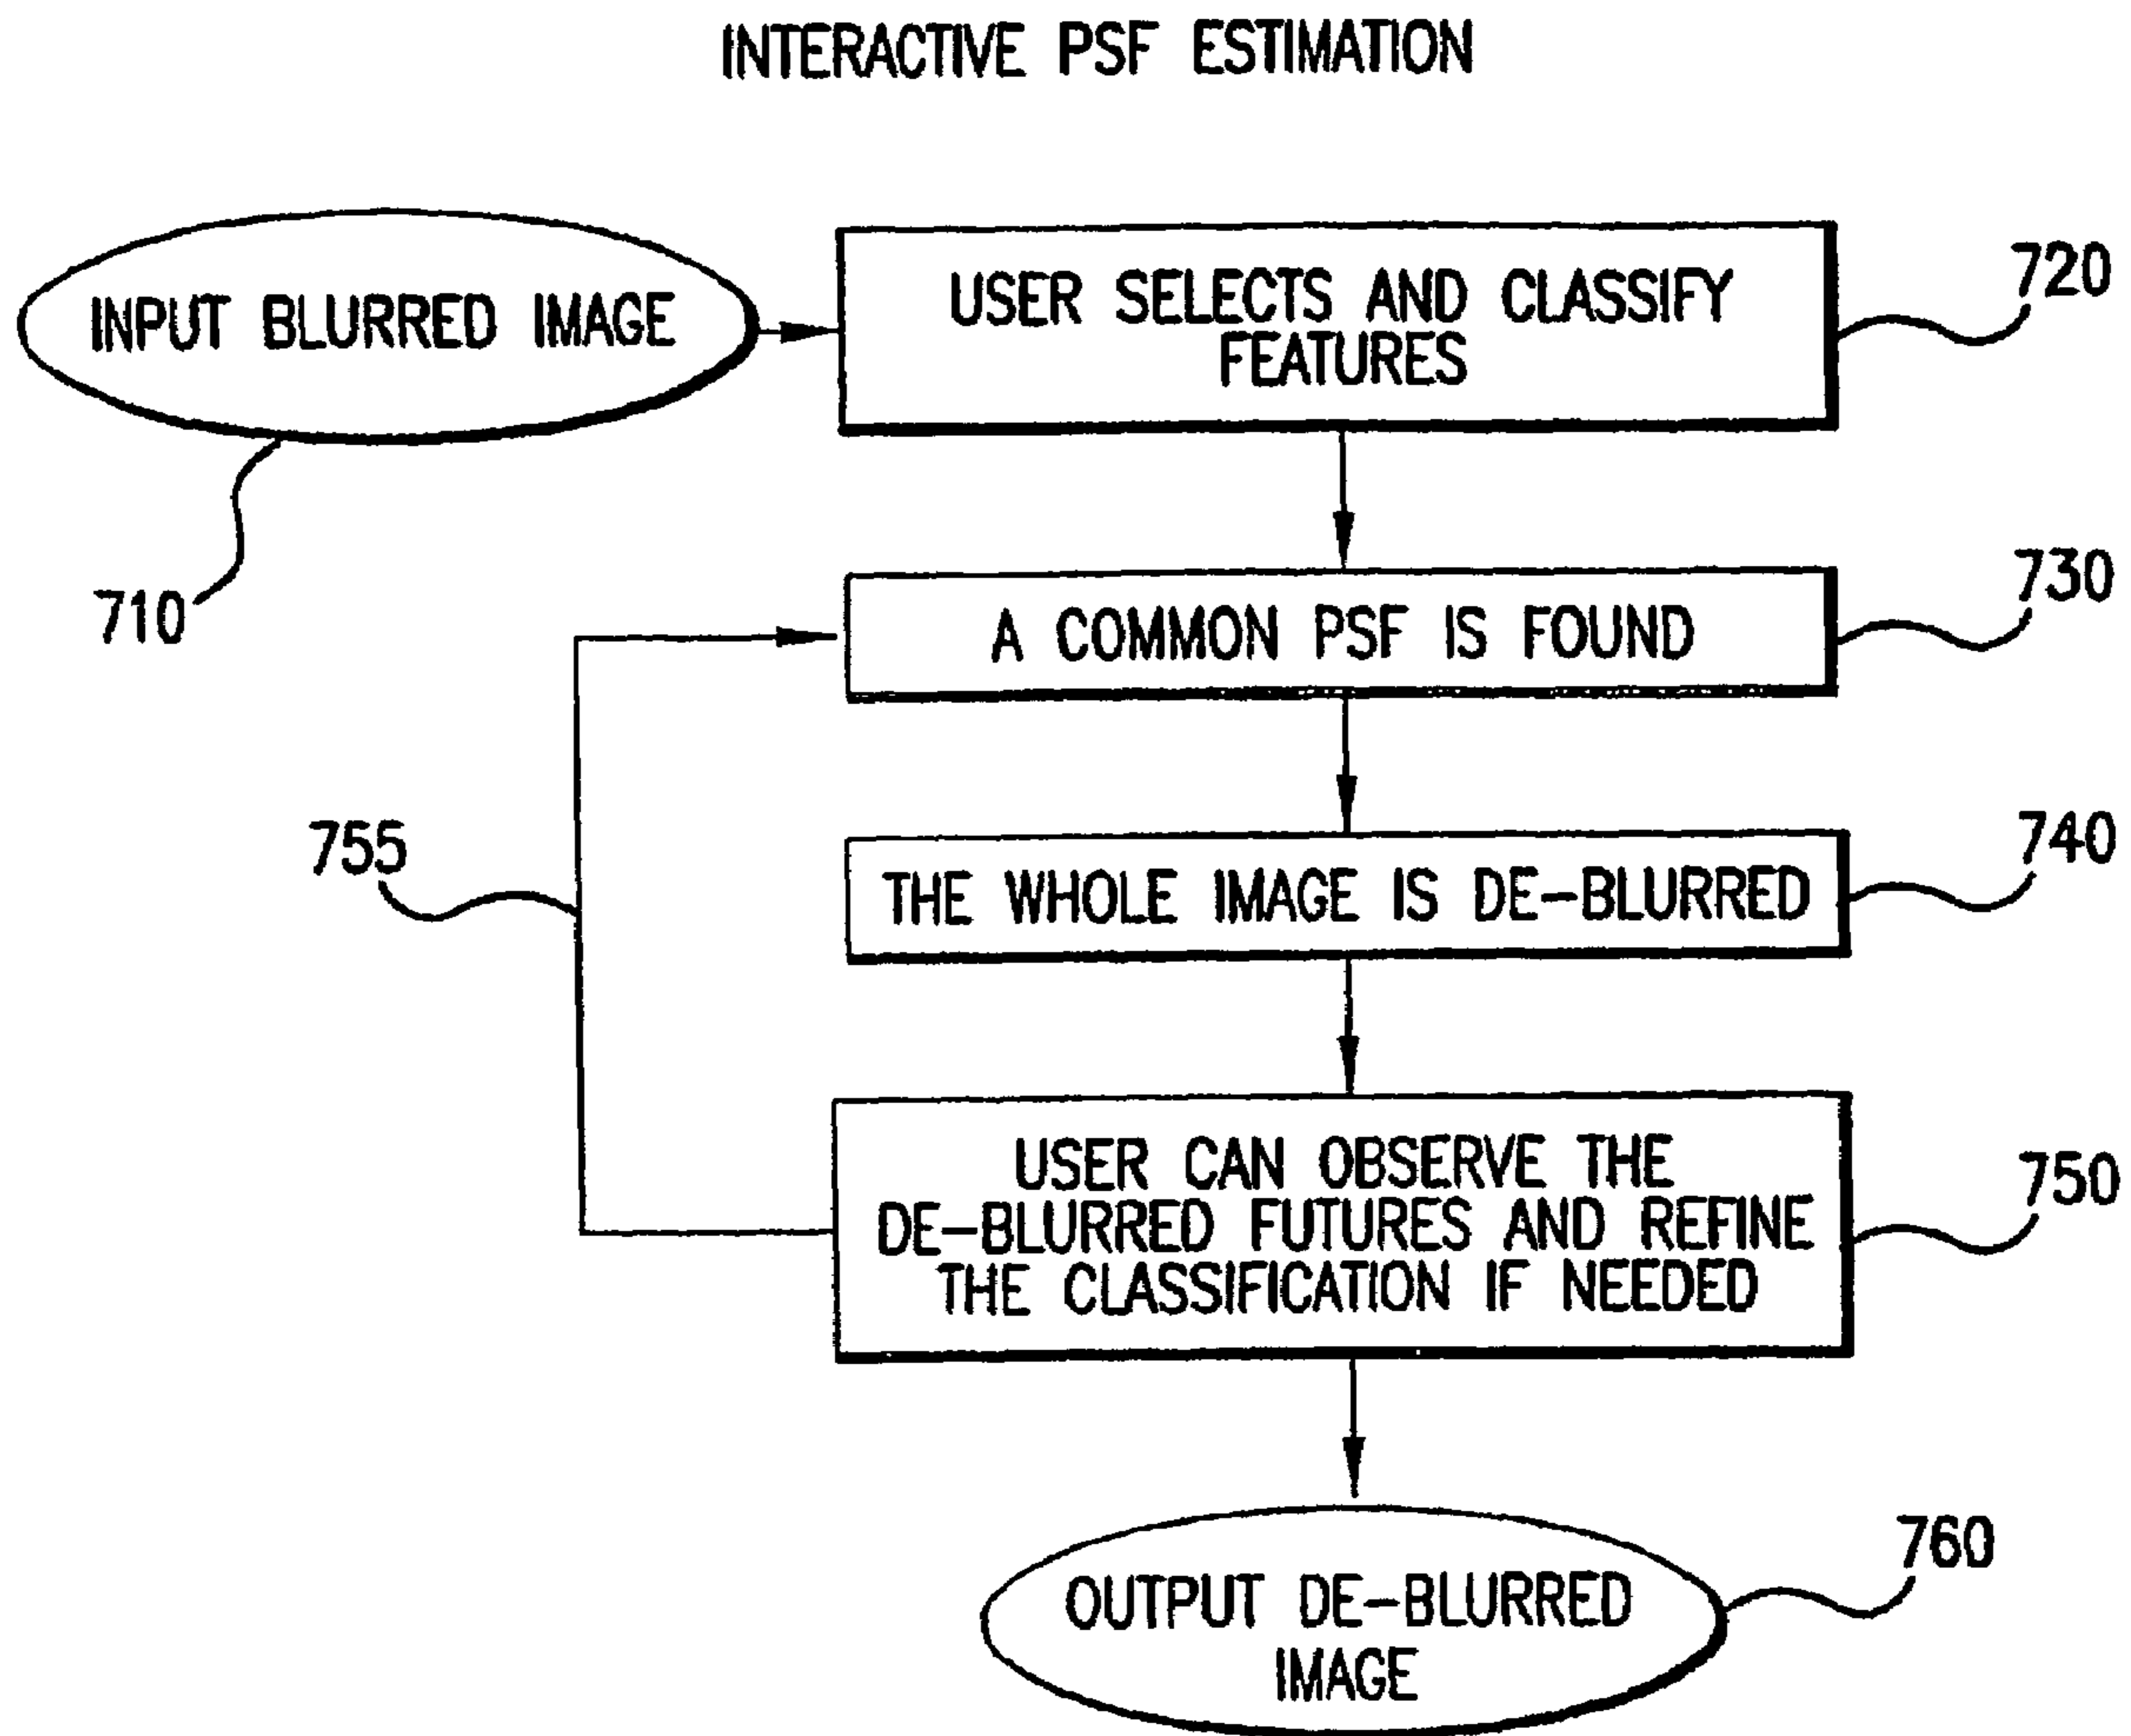 INTERACTIVE PSF ESTIMATION
INPUT BLURRED IMAGE
710
USER SELECTS AND CLASSIFY
FEATURES
720
A COMMON PSF IS FOUND
730
THE WHOLE IMAGE IS DE-BLURRED
740
755
USER CAN OBSERVE THE
DE-BLURRED FUTURES AND REFINE
THE CLASSIFICATION IF NEEDED
750
OUTPUT DE-BLURRED
IMAGE
760